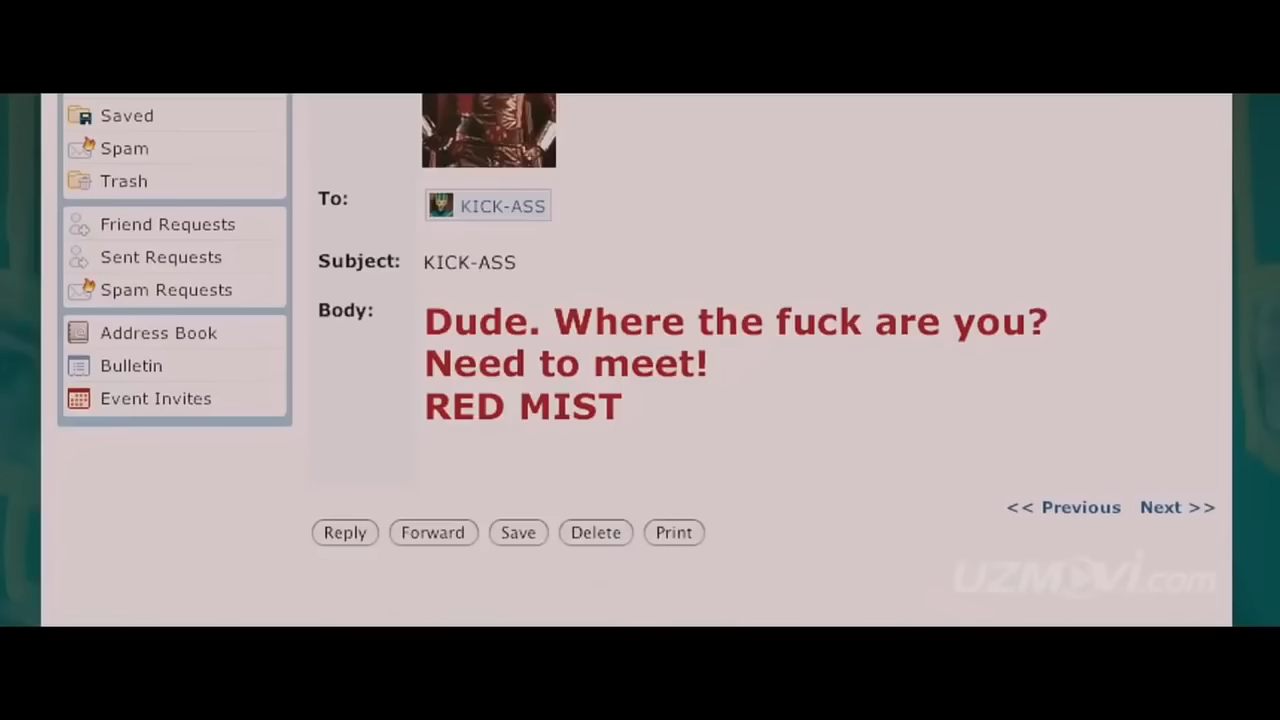 Saved
Spam
Trash
Friend Requests
Sent Requests
Spam Requests
Address Book
Bulletin
Event Invites
To:
KICK-ASS
Subject:
KICK-ASS
Body:
Dude. Where the fuck are you?
Need to meet!
RED MIST
<< Previous Next >>
Reply Forward Save Delete Print
UZMOVi.com